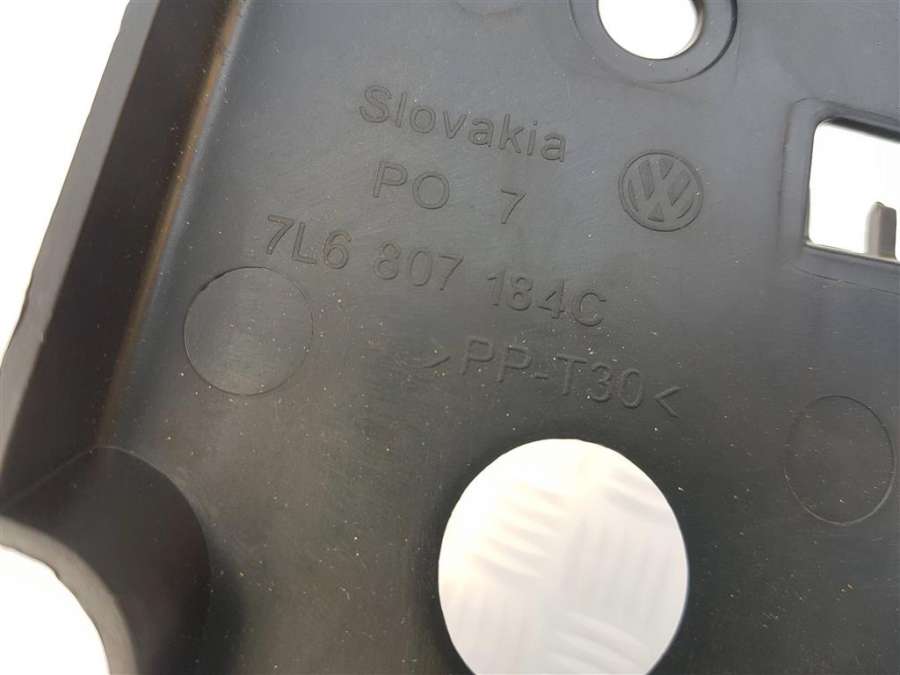 Slovakia
PO 7
7L6 807 184C
>PP-T30<